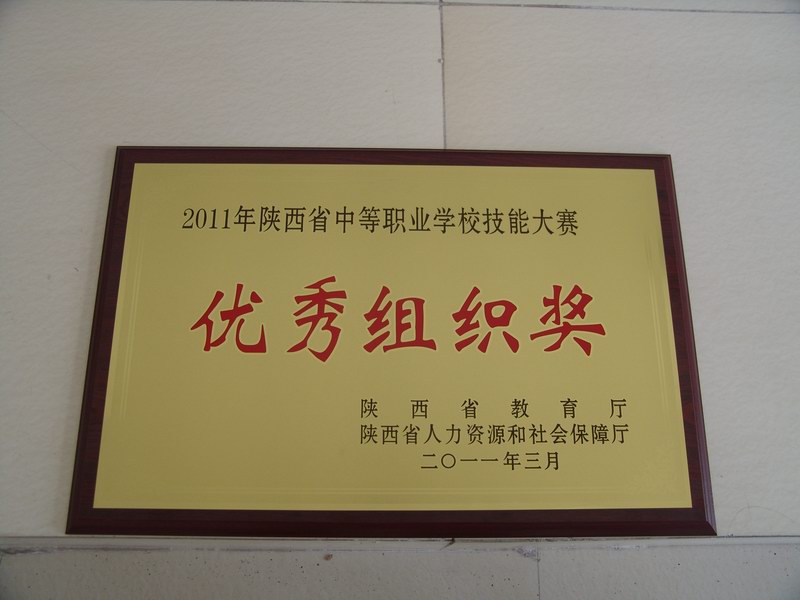 2011年陕西省中等职业学校技能大赛
优秀组织奖
陕西省教育厅
陕西省人力资源和社会保障厅
二〇一一年三月